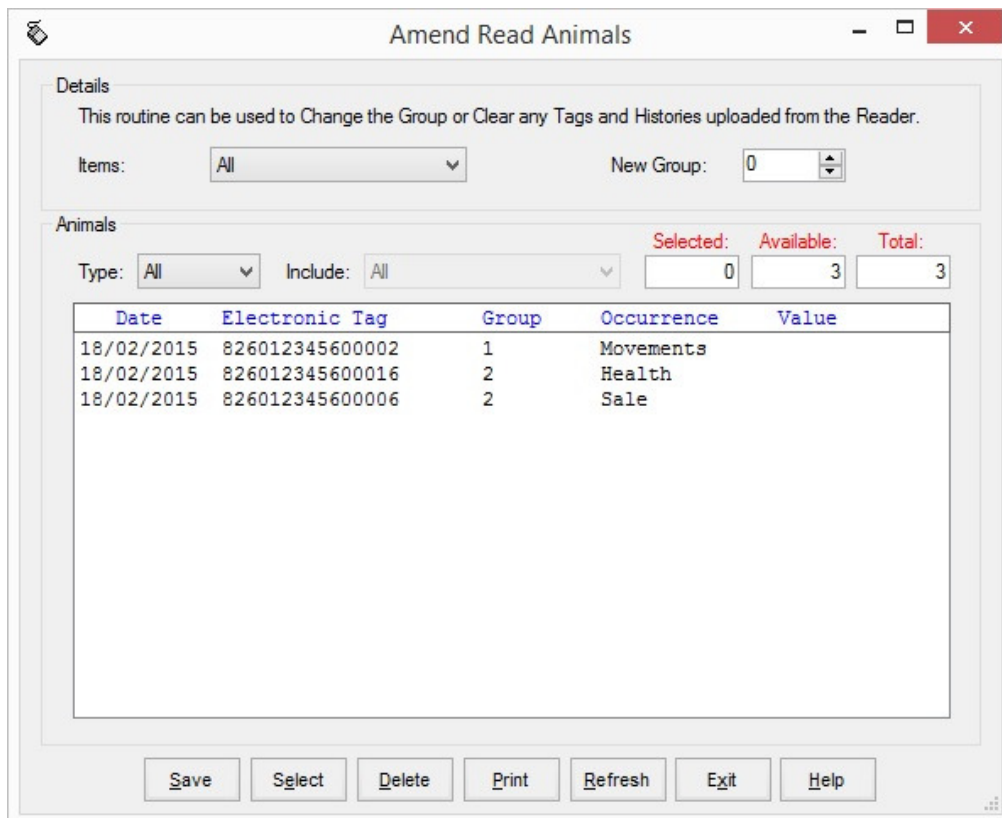 Amend Read Animals
Details
This routine can be used to Change the Group or Clear any Tags and Histories uploaded from the Reader.
Items: All New Group: 0
Animals
Selected: Available: Total:
Type: All Include: All 0 3 3
Date Electronic Tag Group Occurrence Value
18/02/2015 826012345600002 1 Movements
18/02/2015 826012345600016 2 Health
18/02/2015 826012345600006 2 Sale
Save Select Delete Print Refresh Exit Help